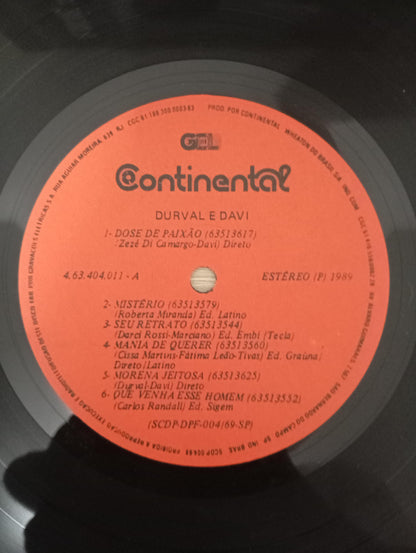 GEL
Continental
DURVAL E DAVI
1- DOSE DE PAIXÃO (63513617)
(Zezé Di Camargo-Davi) Direto
4.63.404.011 - A
ESTÉREO (P) 1989
2- MISTÉRIO (63513579)
(Roberta Miranda) Ed. Latino
3- SEU RETRATO (63513544)
(Darci Rossi-Marciano) Ed. Embi (Tecla)
4- MANIA DE QUERER (63513560)
(Cissa Martins-Fátima Leão-Tivas) Ed. Graúna/
Direto/Latino
5- MORENA JEITOSA (63513625)
(Durval-Davi) Direto
6- QUE VENHA ESSE HOMEM (63513552)
(Carlos Randall) Ed. Sigem
(SCDP-DPF-004/69-SP)